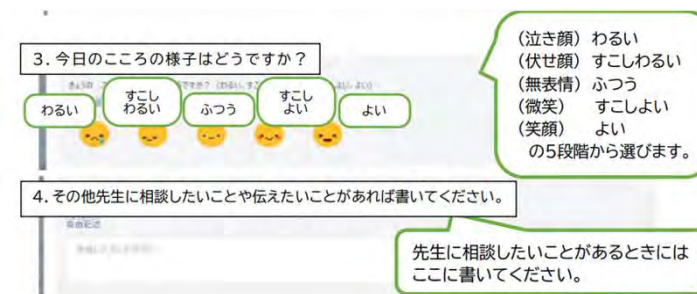 3. 今日のこころの様子はどうですか？
わるい
すこし
わるい
ふつう
すこし
よい
よい
(泣き顔) わるい
(伏せ顔) すこしわるい
(無表情) ふつう
(微笑) すこしよい
(笑顔) よい
の5段階から選びます。
4. その他先生に相談したいことや伝えたいことがあれば書いてください。
自由記述
先生に相談したいことがあるときには
ここに書いてください。